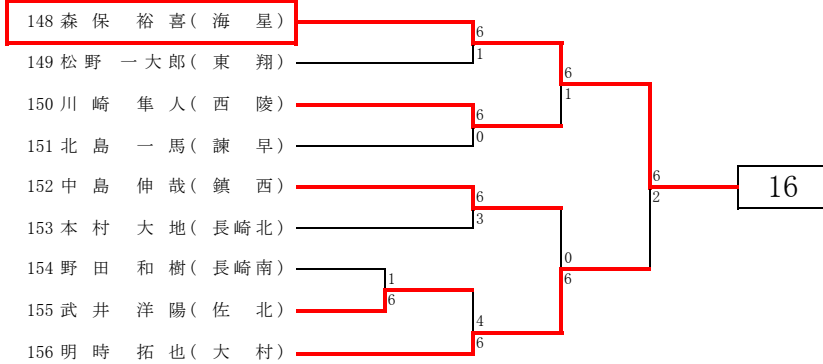 148 森 保 裕 喜 ( 海 星 )
149 松 野 一 大 郎 ( 東 翔 )
150 川 崎 隼 人 ( 西 陵 )
151 北 島 一 馬 ( 諫 早 )
152 中 島 伸 哉 ( 鎮 西 )
153 本 村 大 地 ( 長 崎 北 )
154 野 田 和 樹 ( 長 崎 南 )
155 武 井 洋 陽 ( 佐 北 )
156 明 時 拓 也 ( 大 村 )
6
1
6
0
6
3
1
6
4
6
6
1
0
6
6
2
16